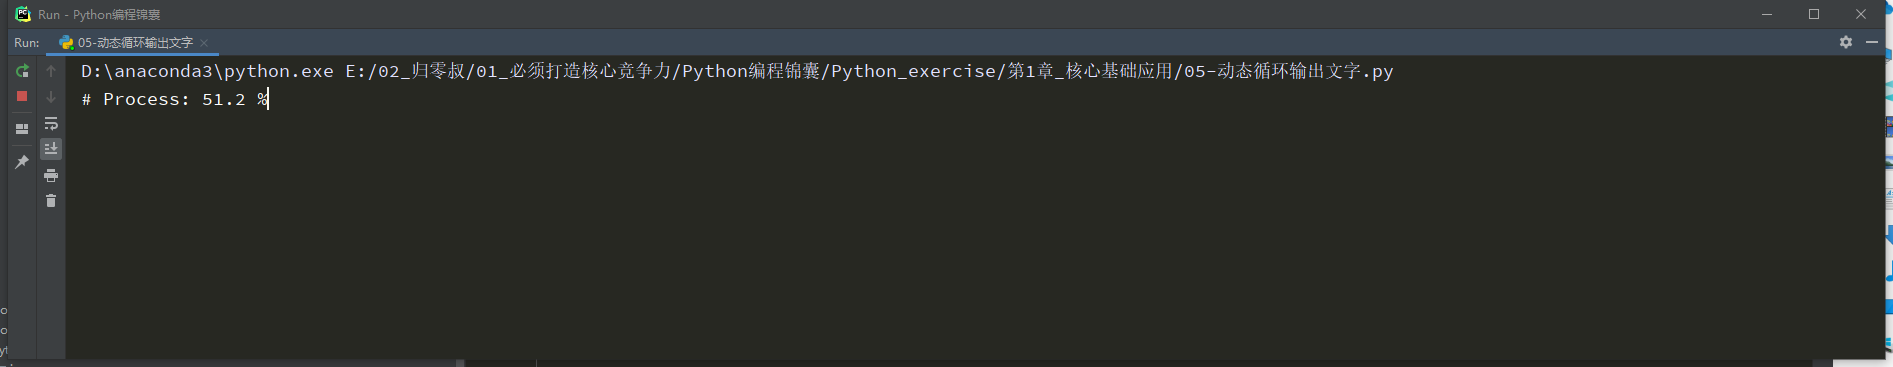 Run - Python编程锦囊
Run: 05-动态循环输出文字
D:\anaconda3\python.exe E:/02_归零叔/01_必须打造核心竞争力/Python编程锦囊/Python_exercise/第1章_核心基础应用/05-动态循环输出文字.py
# Process: 51.2 %